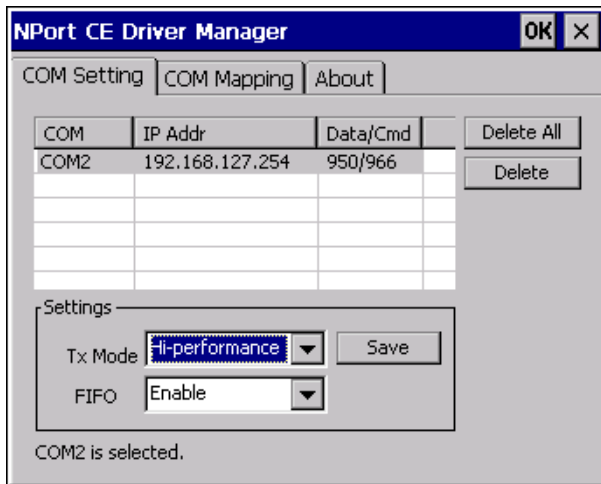 NPort CE Driver Manager OK ×
COM Setting COM Mapping About
COM IP Addr Data/Cmd
COM2 192.168.127.254 950/966
Delete All
Delete
Settings
Tx Mode Hi-performance Save
FIFO Enable
COM2 is selected.